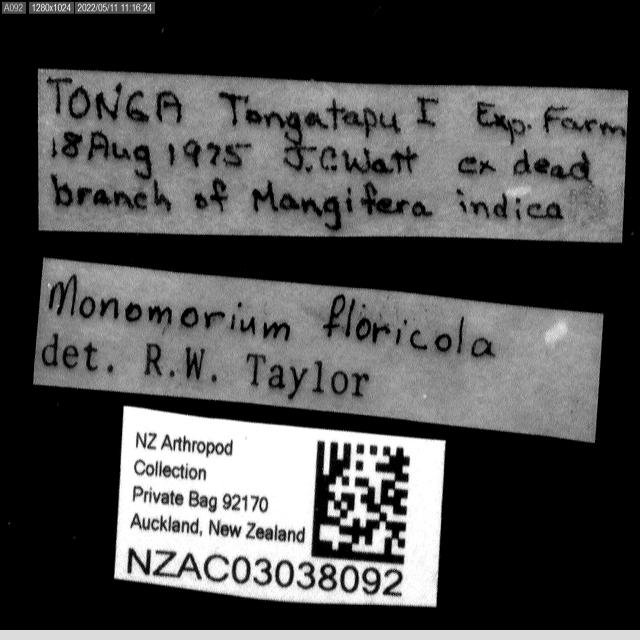 A092 1280x1024 2022/05/11 11:16:24
TONGA Tongatapu I Exp. Farm
18 Aug 1975 J.C.Watt ex dead
branch of Mangifera indica
Monomorium floricola
det. R.W. Taylor
NZ Arthropod
Collection
Private Bag 92170
Auckland, New Zealand
NZAC03038092